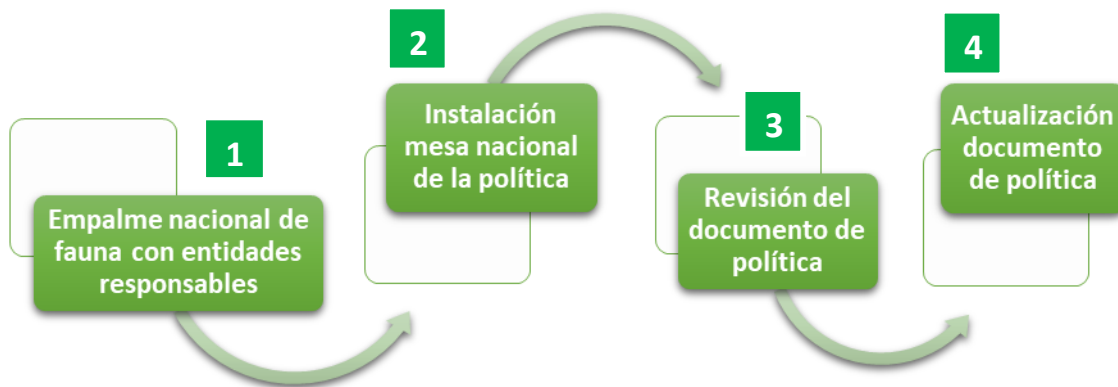 1
Empalme nacional de
fauna con entidades
responsables
2
Instalación
mesa nacional
de la política
3
Revisión del
documento de
política
4
Actualización
documento
de política